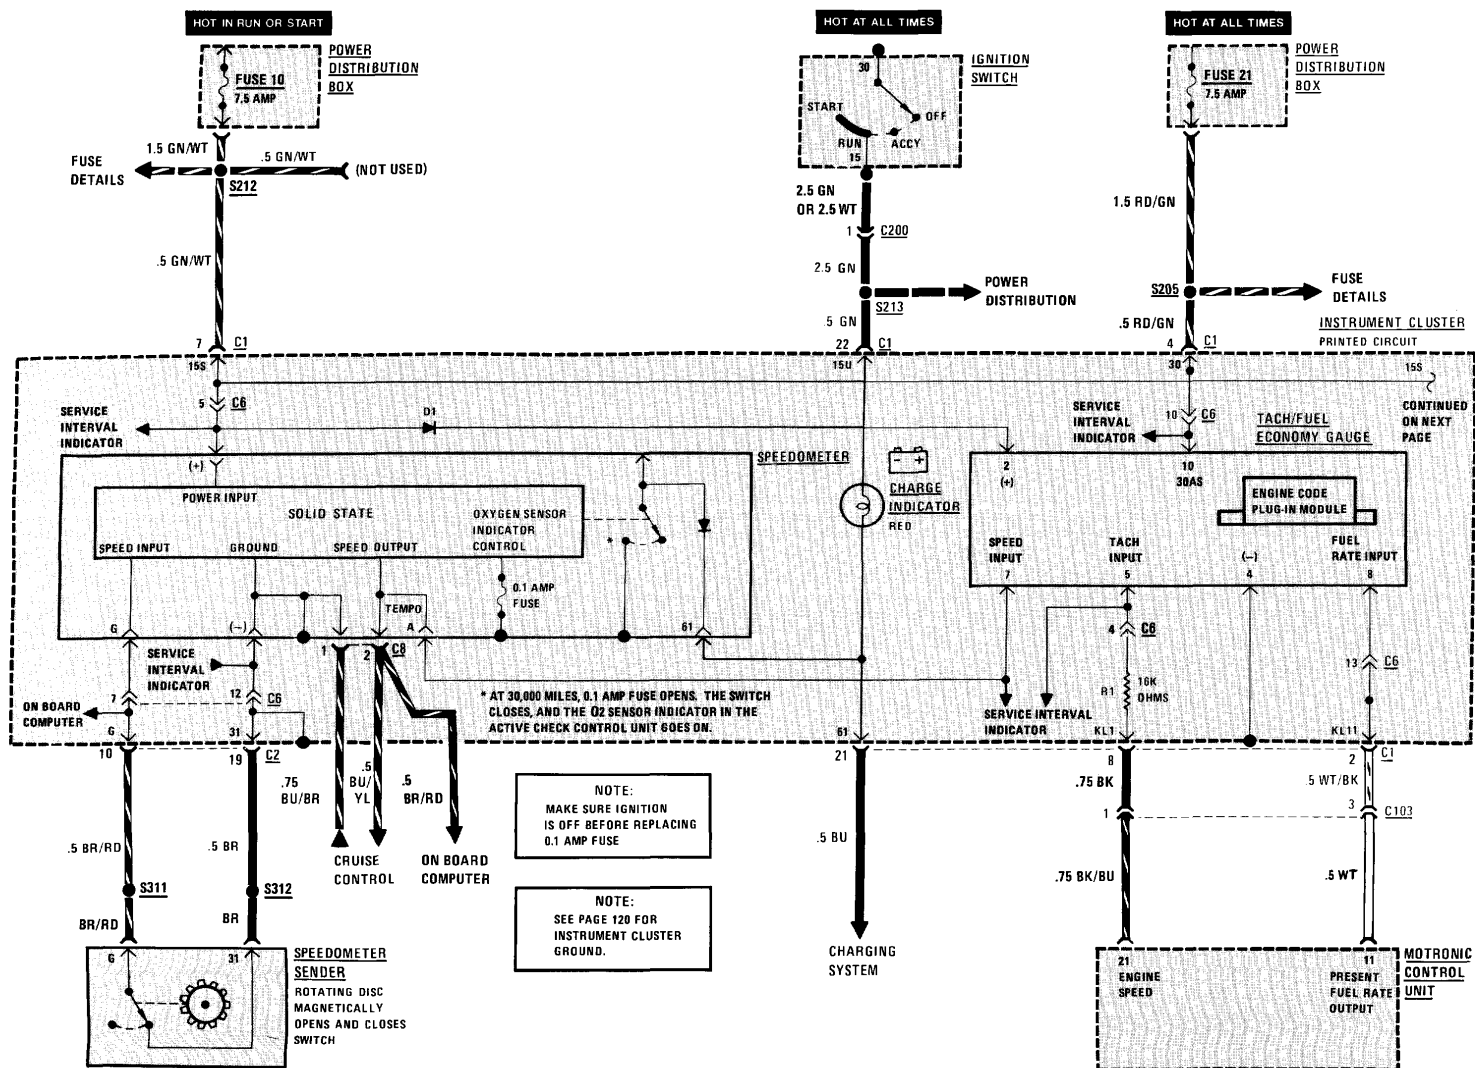 HOT IN RUN OR START
HOT AT ALL TIMES
HOT AT ALL TIMES
POWER
DISTRIBUTION
BOX
FUSE 10
7.5 AMP
IGNITION
SWITCH
30
START
OFF
RUN
ACCY
15
POWER
DISTRIBUTION
BOX
FUSE 21
7.5 AMP
1.5 GN/WT
.5 GN/WT
(NOT USED)
FUSE
DETAILS
S212
2.5 GN
OR 2.5 WT
1.5 RD/GN
1
C200
.5 GN/WT
2.5 GN
POWER
DISTRIBUTION
S213
S205
FUSE
DETAILS
.5 GN
.5 RD/GN
INSTRUMENT CLUSTER
PRINTED CIRCUIT
7
C1
22
C1
4
C1
15S
15U
30
15S
5
C6
CONTINUED
ON NEXT
PAGE
SERVICE
INTERVAL
INDICATOR
D1
SERVICE
INTERVAL
INDICATOR
10
C6
TACH/FUEL
ECONOMY GAUGE
(+)
SPEEDOMETER
- +
2
(+)
10
30AS
POWER INPUT
SOLID STATE
OXYGEN SENSOR
INDICATOR
CONTROL
CHARGE
INDICATOR
RED
ENGINE CODE
PLUG-IN MODULE
SPEED INPUT
GROUND
SPEED OUTPUT
*
SPEED
INPUT
TACH
INPUT
(-)
FUEL
RATE INPUT
7
5
4
8
0.1 AMP
FUSE
TEMPO
G
(-)
A
61
4
C6
1
2
C8
SERVICE
INTERVAL
INDICATOR
13
C6
7
12
C6
R1
16K
OHMS
* AT 30,000 MILES, 0.1 AMP FUSE OPENS. THE SWITCH
CLOSES, AND THE O2 SENSOR INDICATOR IN THE
ACTIVE CHECK CONTROL UNIT GOES ON.
ON BOARD
COMPUTER
SERVICE INTERVAL
INDICATOR
G
31
61
KL1
KL11
10
19
C2
21
8
2
C1
.75
BU/BR
.5
BU/
YL
.5
BR/RD
NOTE:
MAKE SURE IGNITION
IS OFF BEFORE REPLACING
0.1 AMP FUSE
.75 BK
.5 WT/BK
1
3
C103
.5 BR/RD
.5 BR
CRUISE
CONTROL
ON BOARD
COMPUTER
.5 BU
.75 BK/BU
.5 WT
S311
S312
NOTE:
SEE PAGE 120 FOR
INSTRUMENT CLUSTER
GROUND.
BR/RD
BR
G
31
SPEEDOMETER
SENDER
ROTATING DISC
MAGNETICALLY
OPENS AND CLOSES
SWITCH
CHARGING
SYSTEM
21
ENGINE
SPEED
11
PRESENT
FUEL RATE
OUTPUT
MOTRONIC
CONTROL
UNIT